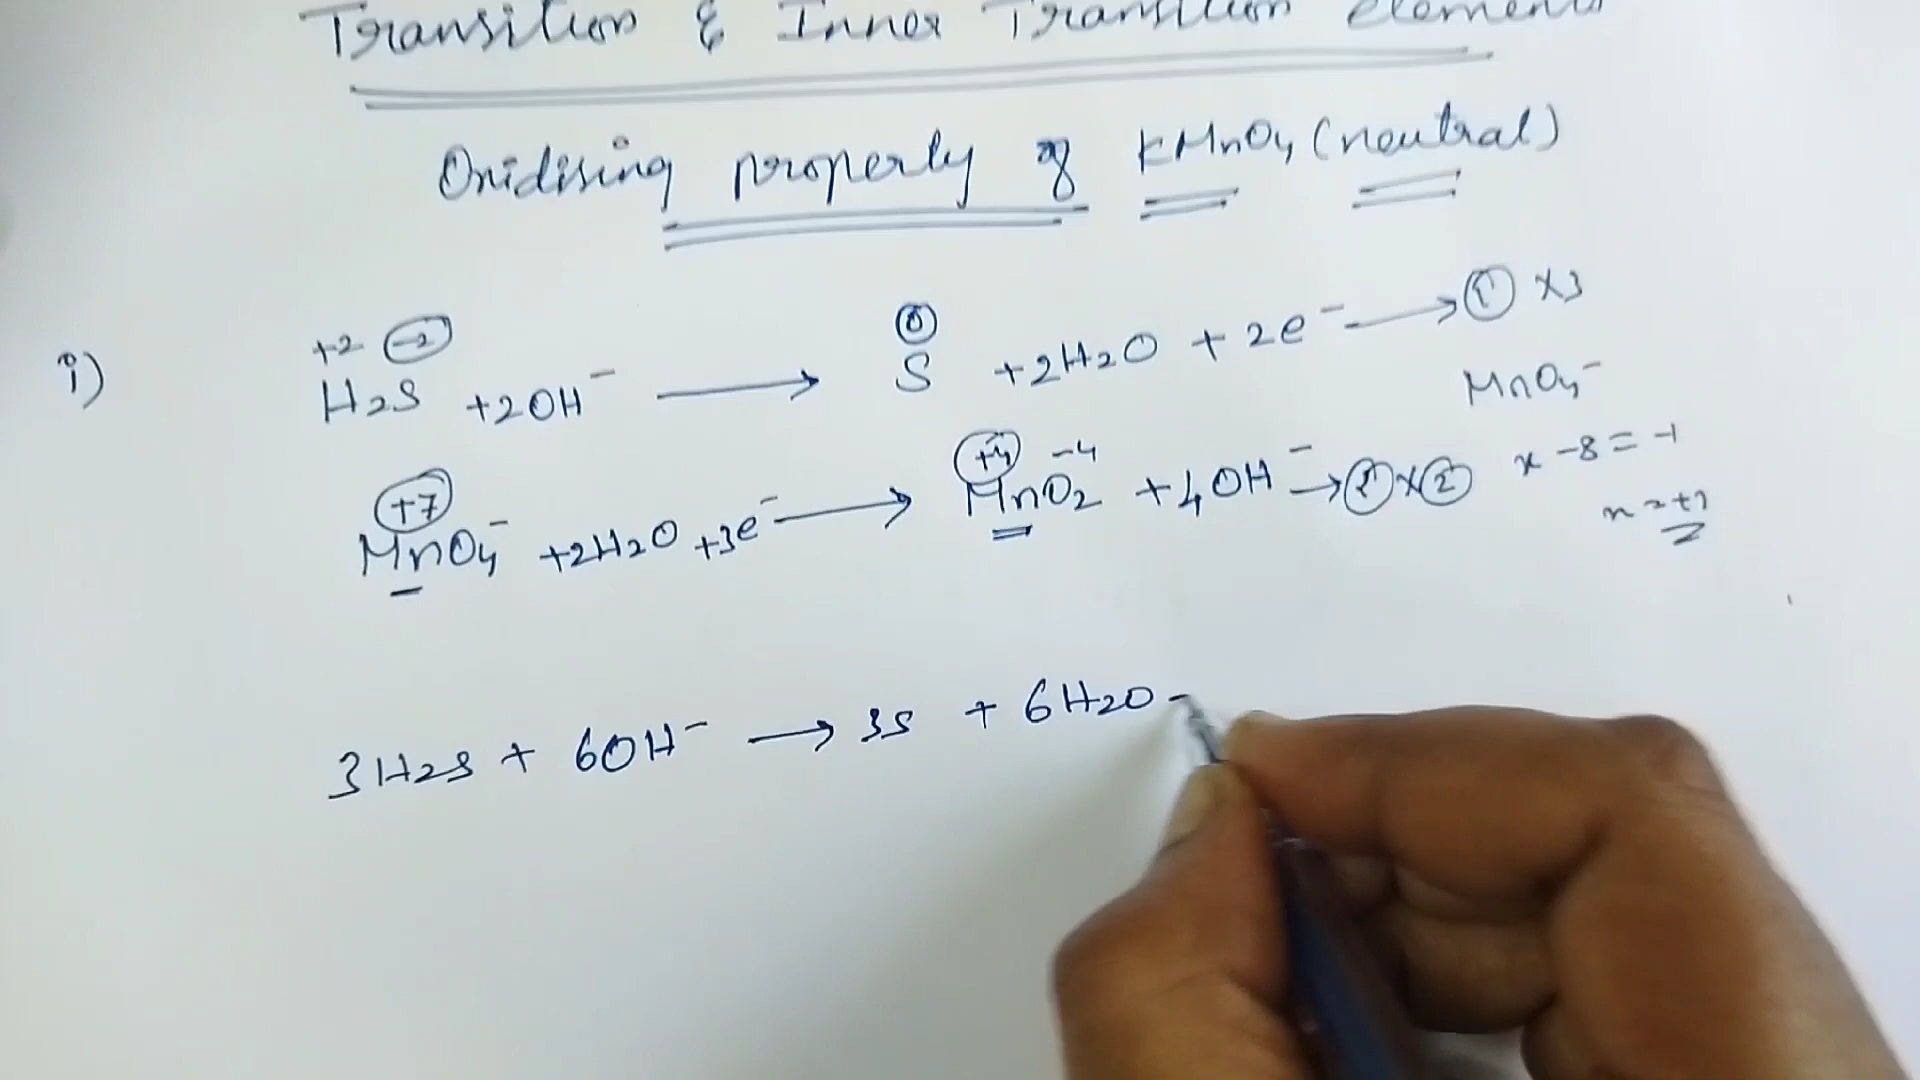 Transition & Inner Transition elements
Oxidising property of KMnO4 (neutral)
+2 -2 0
i) H2S + 2OH⁻ ⟶ S + 2H2O + 2e⁻ ⟶ ① ×3
MnO4⁻
+7 +4 -4
MnO4⁻ + 2H2O + 3e⁻ ⟶ MnO2 + 4OH⁻ → ② × ②
x - 8 = -1
x = +7
3H2S + 6OH⁻ ⟶ 3S + 6H2O